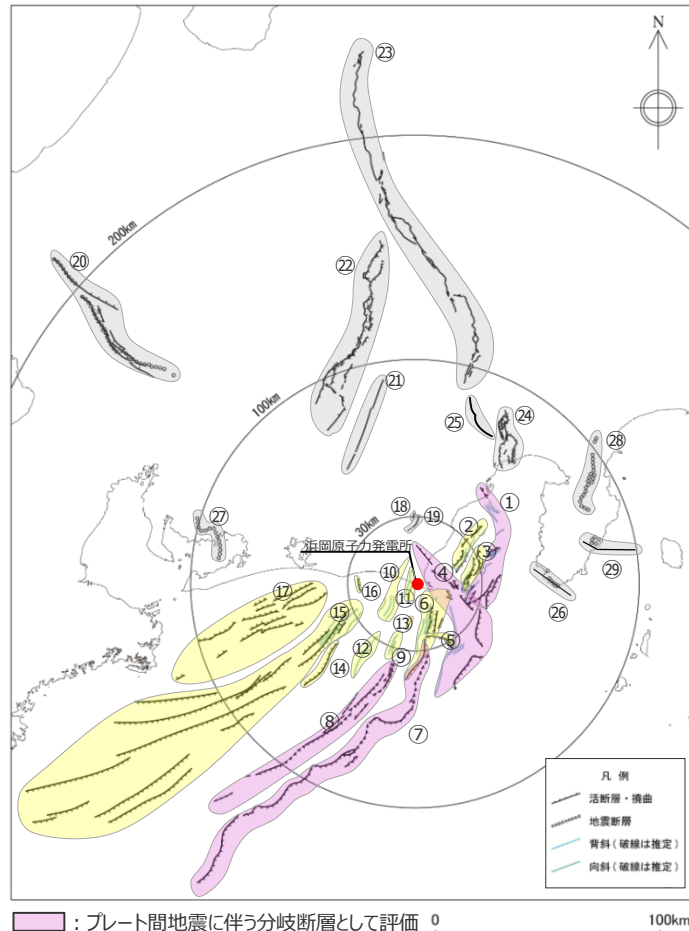 ㉓
N
200km
⑳
㉒
㉑
100km
㉕
㉔
㉘
①
⑱
⑲
30km
②
㉗
浜岡原子力発電所
③
④
⑩
⑯
⑪
㉙
⑰
⑮
⑥
㉖
⑬
⑤
⑫
⑨
⑭
⑧
⑦
凡 例
活断層・撓曲
地震断層
背斜(破線は推定)
向斜(破線は推定)
:プレート間地震に伴う分岐断層として評価
0 100km